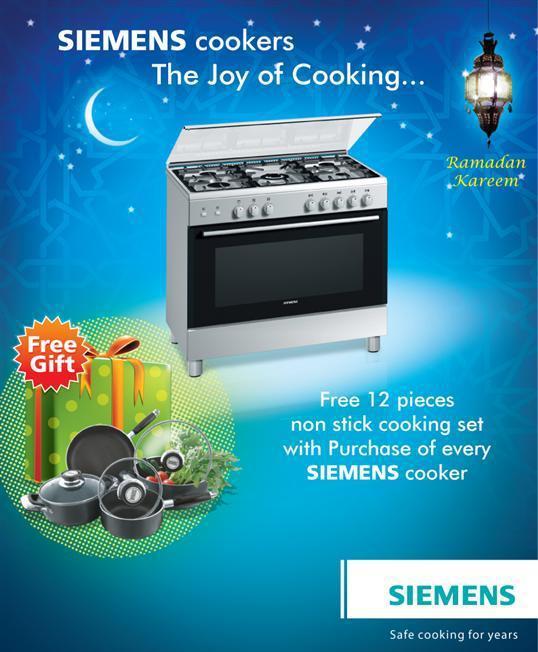 SIEMENS cookers
The Joy of Cooking...
Ramadan
Kareem
SIEMENS
Free
Gift
Free 12 pieces
non stick cooking set
with Purchase of every
SIEMENS cooker
SIEMENS
Safe cooking for years